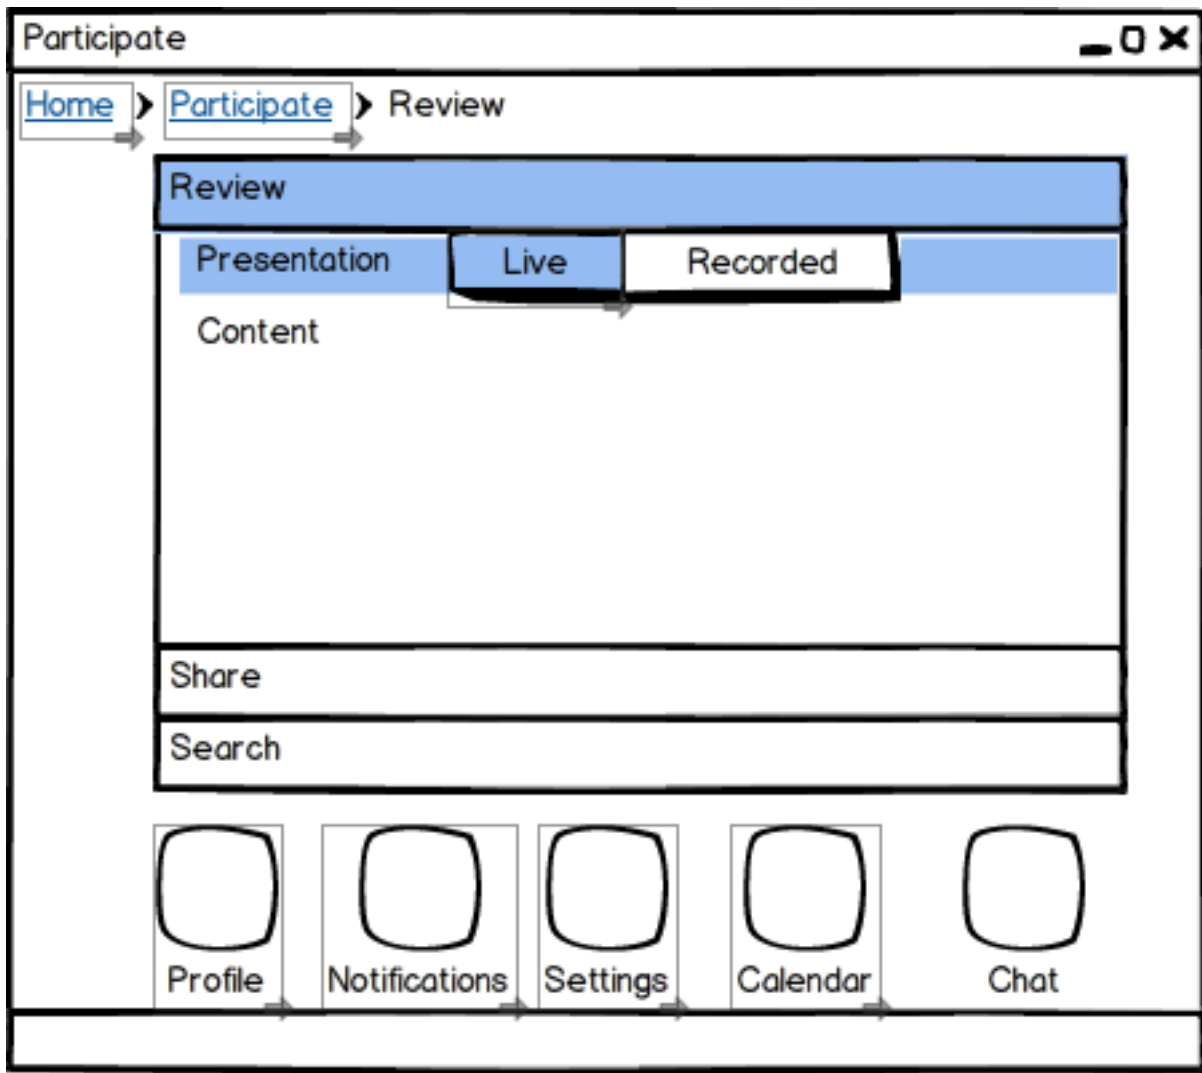 Participate
Home Participate Review
Review
Presentation Live Recorded
Content
Share
Search
Profile Notifications Settings Calendar Chat